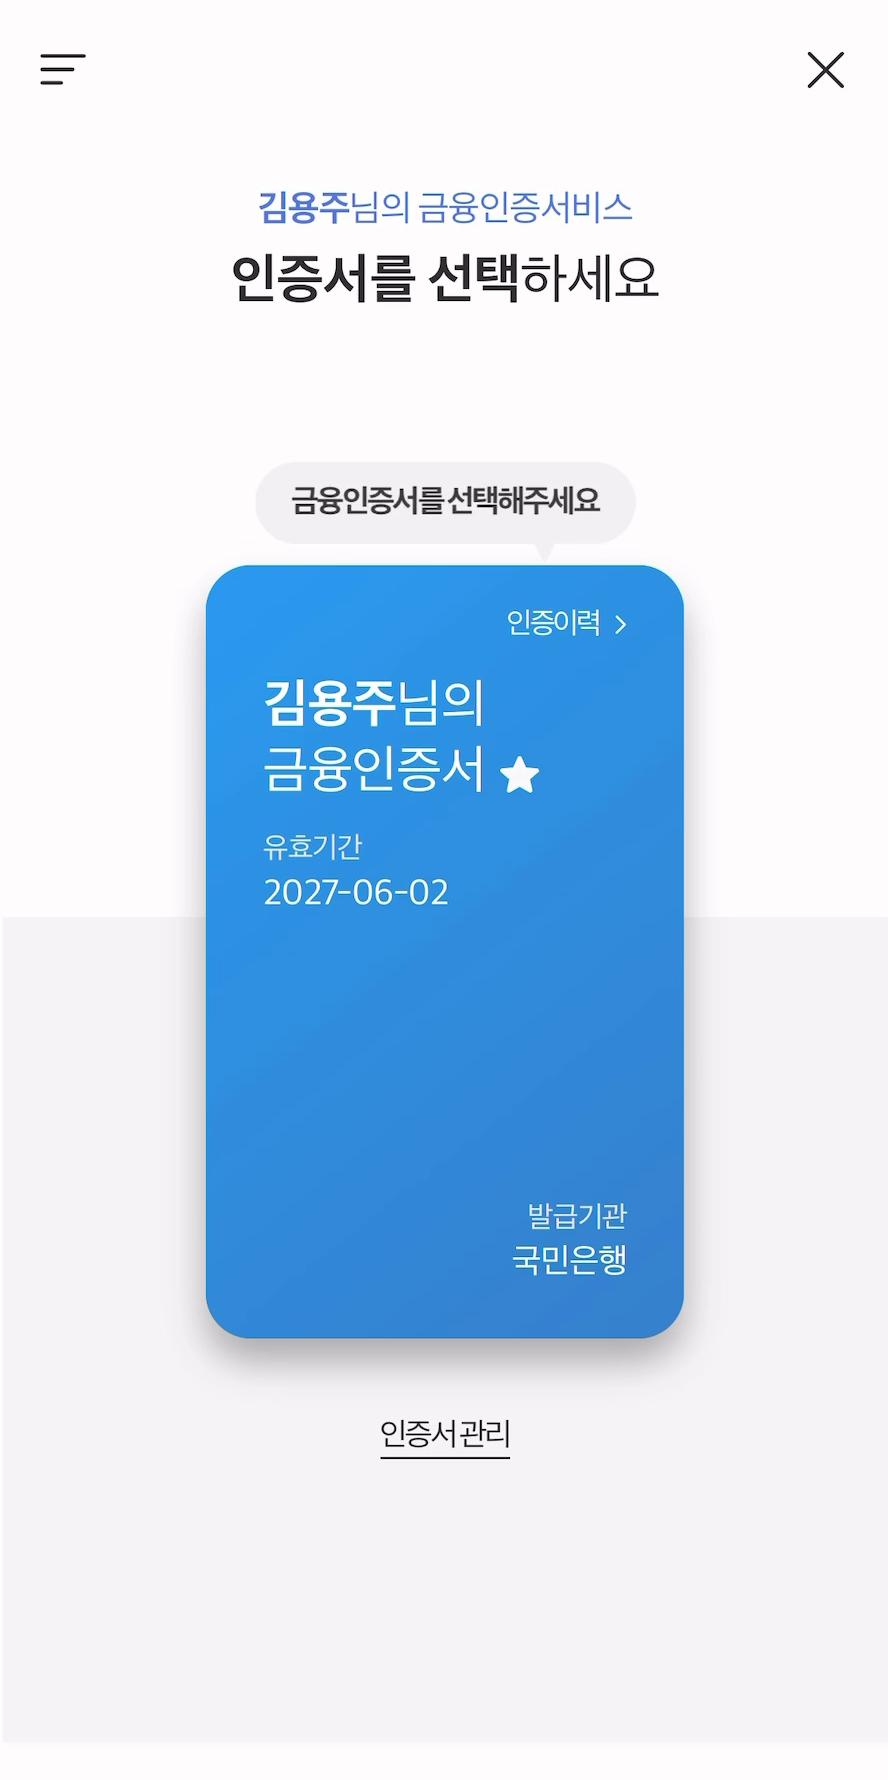 김용주님의 금융인증서비스
인증서를 선택하세요
금융인증서를 선택해주세요
인증이력
김용주님의
금융인증서
유효기간
2027-06-02
발급기관
국민은행
인증서 관리